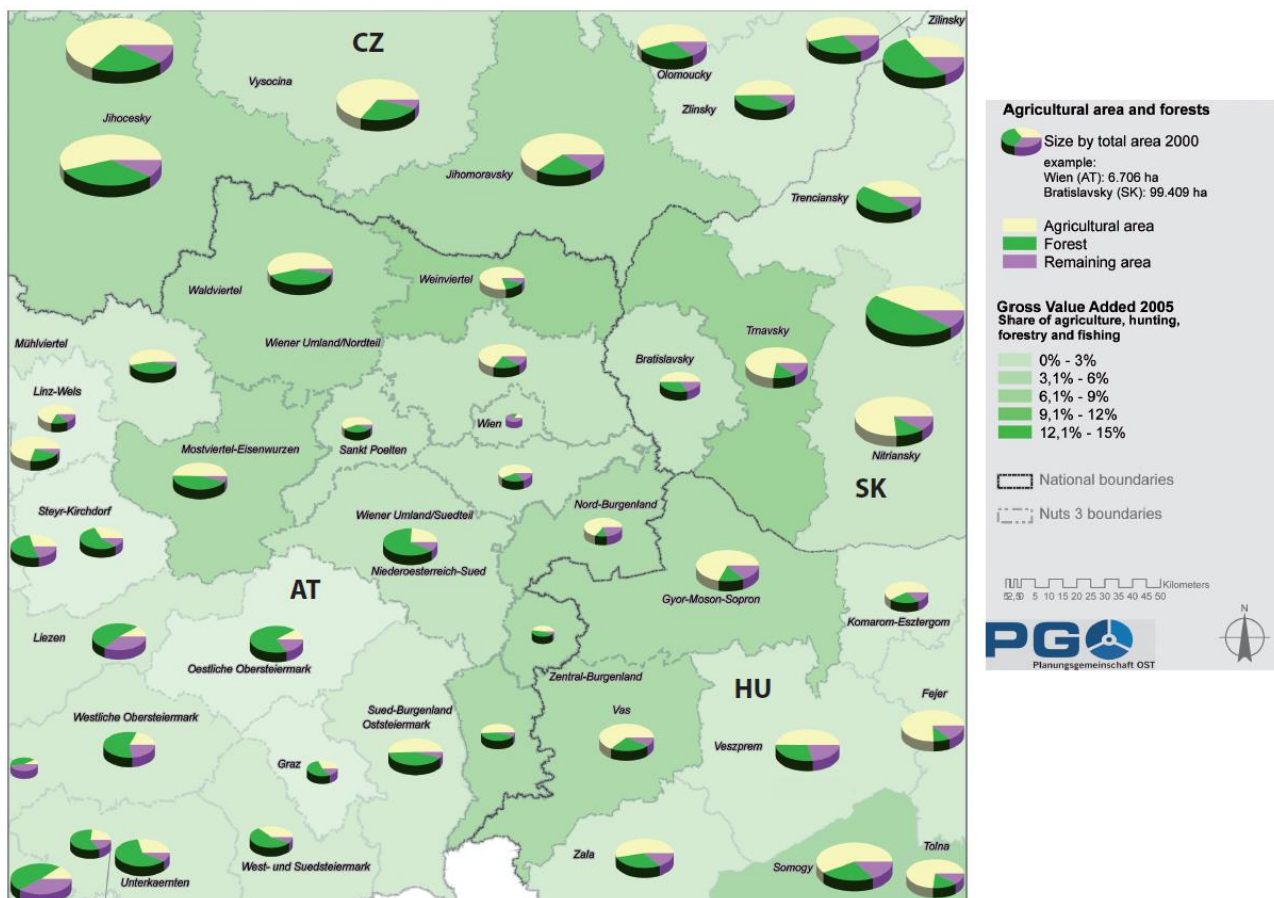 CZ
Zilinsky
Vysocina
Olomoucky
Zlinsky
Jihocesky
Jihomoravsky
Trenciansky
Waldviertel
Weinviertel
Mühlviertel
Wiener Umland/Nordteil
Trnavsky
Bratislavsky
Linz-Wels
Wien
Mostviertel-Eisenwurzen
Sankt Poelten
Nitriansky
SK
Steyr-Kirchdorf
Wiener Umland/Suedteil
Nord-Burgenland
Niederoesterreich-Sued
AT
Gyor-Moson-Sopron
Komarom-Esztergom
Liezen
Oestliche Obersteiermark
Zentral-Burgenland
HU
Fejer
Westliche Obersteiermark
Sued-Burgenland
Oststeiermark
Vas
Veszprem
Graz
West- und Suedsteiermark
Unterkaernten
Zala
Somogy
Tolna
Agricultural area and forests
Size by total area 2000
example:
Wien (AT): 6.706 ha
Bratislavsky (SK): 99.409 ha
Agricultural area
Forest
Remaining area
Gross Value Added 2005
Share of agriculture, hunting,
forestry and fishing
0% - 3%
3,1% - 6%
6,1% - 9%
9,1% - 12%
12,1% - 15%
National boundaries
Nuts 3 boundaries
Kilometers
0 5 10 15 20 25 30 35 40 45 50
N
PGO
Planungsgemeinschaft OST